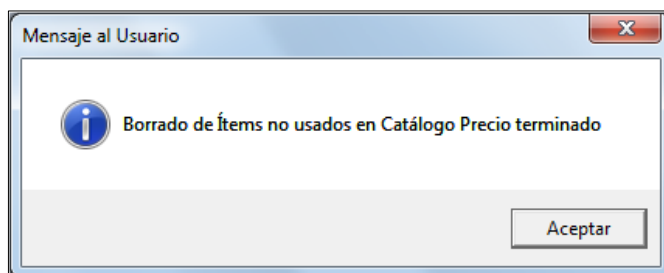 Mensaje al Usuario
Borrado de Ítems no usados en Catálogo Precio terminado
Aceptar